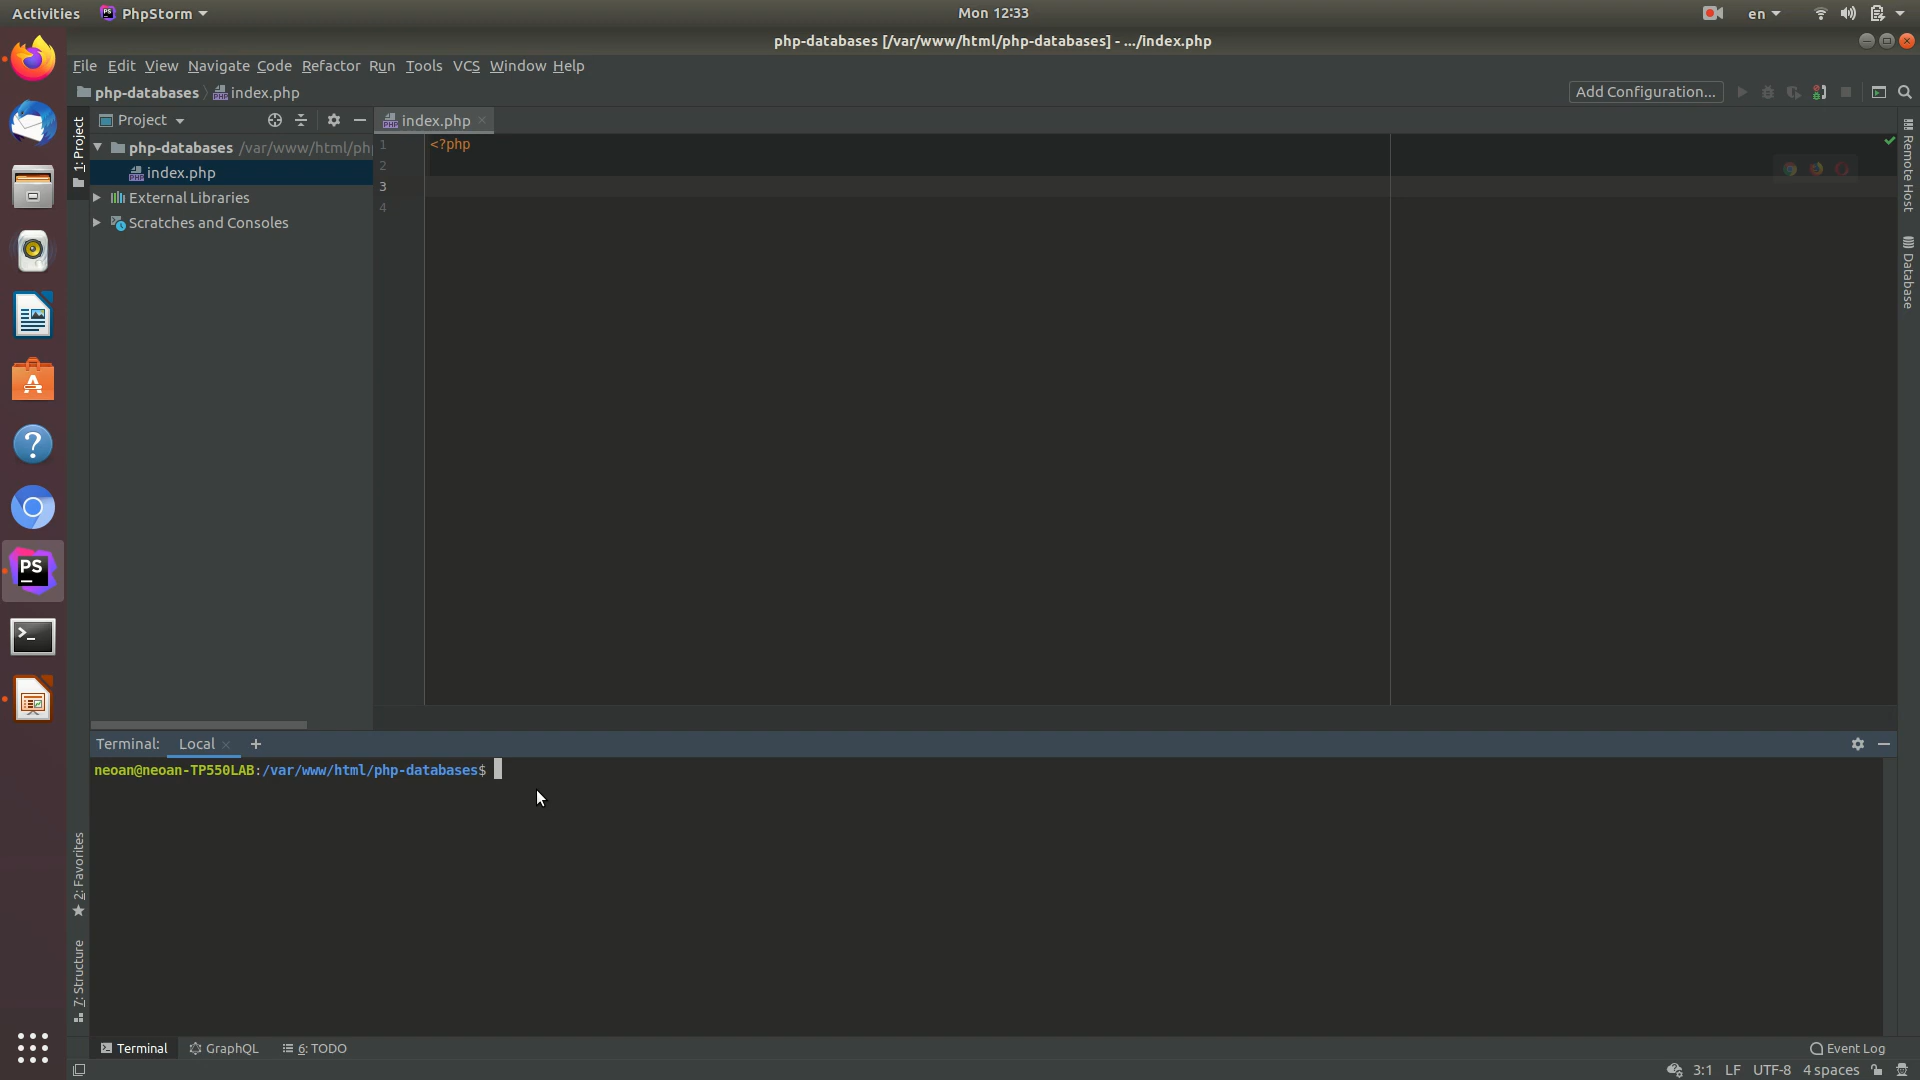 Activities PhpStorm Mon 12:33 en
php-databases [/var/www/html/php-databases] - .../index.php
File Edit View Navigate Code Refactor Run Tools VCS Window Help
php-databases index.php Add Configuration...
Project index.php
1: Project
php-databases /var/www/html/ph
index.php
External Libraries
Scratches and Consoles
1 <?php
2
3
4
Remote Host
Database
PS
Terminal: Local +
neoan@neoan-TP550LAB:/var/www/html/php-databases$
2: Favorites
7: Structure
Terminal GraphQL 6: TODO Event Log
3:1 LF UTF-8 4 spaces